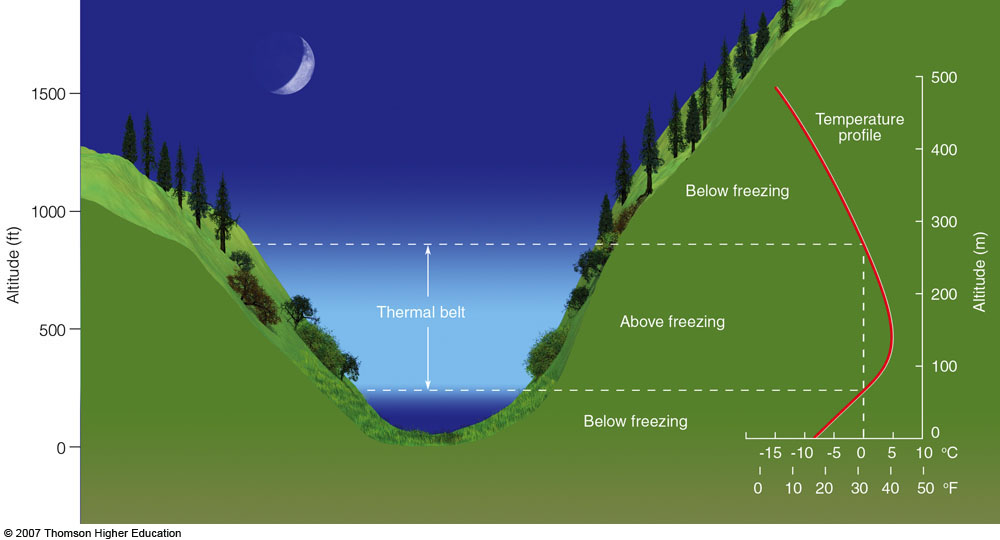 1500
1000
500
0
Altitude (ft)
Thermal belt
Below freezing
Above freezing
Below freezing
Temperature
profile
500
400
300
200
100
0
Altitude (m)
-15 -10 -5 0 5 10 °C
0 10 20 30 40 50 °F
© 2007 Thomson Higher Education